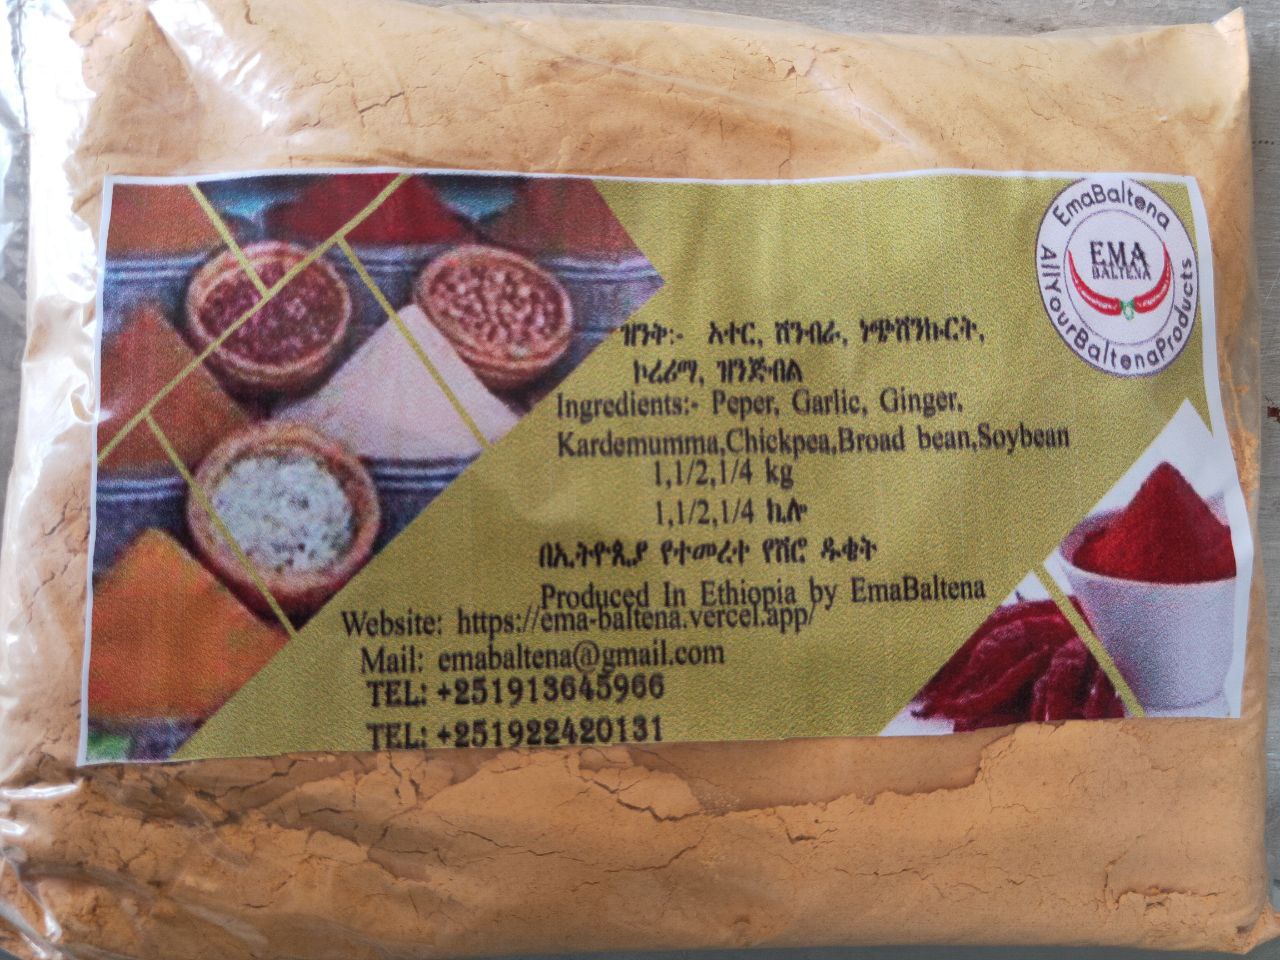 EmaBaltena
EMA
BALTENA
AllYourBaltenaProducts
ዝንቅ:- አተር, ሽንብራ, ነጭሽንኩርት,
ኮረሪማ, ዝንጅብል
Ingredients:- Peper, Garlic, Ginger,
Kardemumma,Chickpea,Broad bean,Soybean
1,1/2,1/4 kg
1,1/2,1/4 ኪሎ
በኢትዮጲያ የተመረተ የሽሮ ዱቄት
Produced In Ethiopia by EmaBaltena
Website: https://ema-baltena.vercel.app/
Mail: emabaltena@gmail.com
TEL: +251913645966
TEL: +251922420131